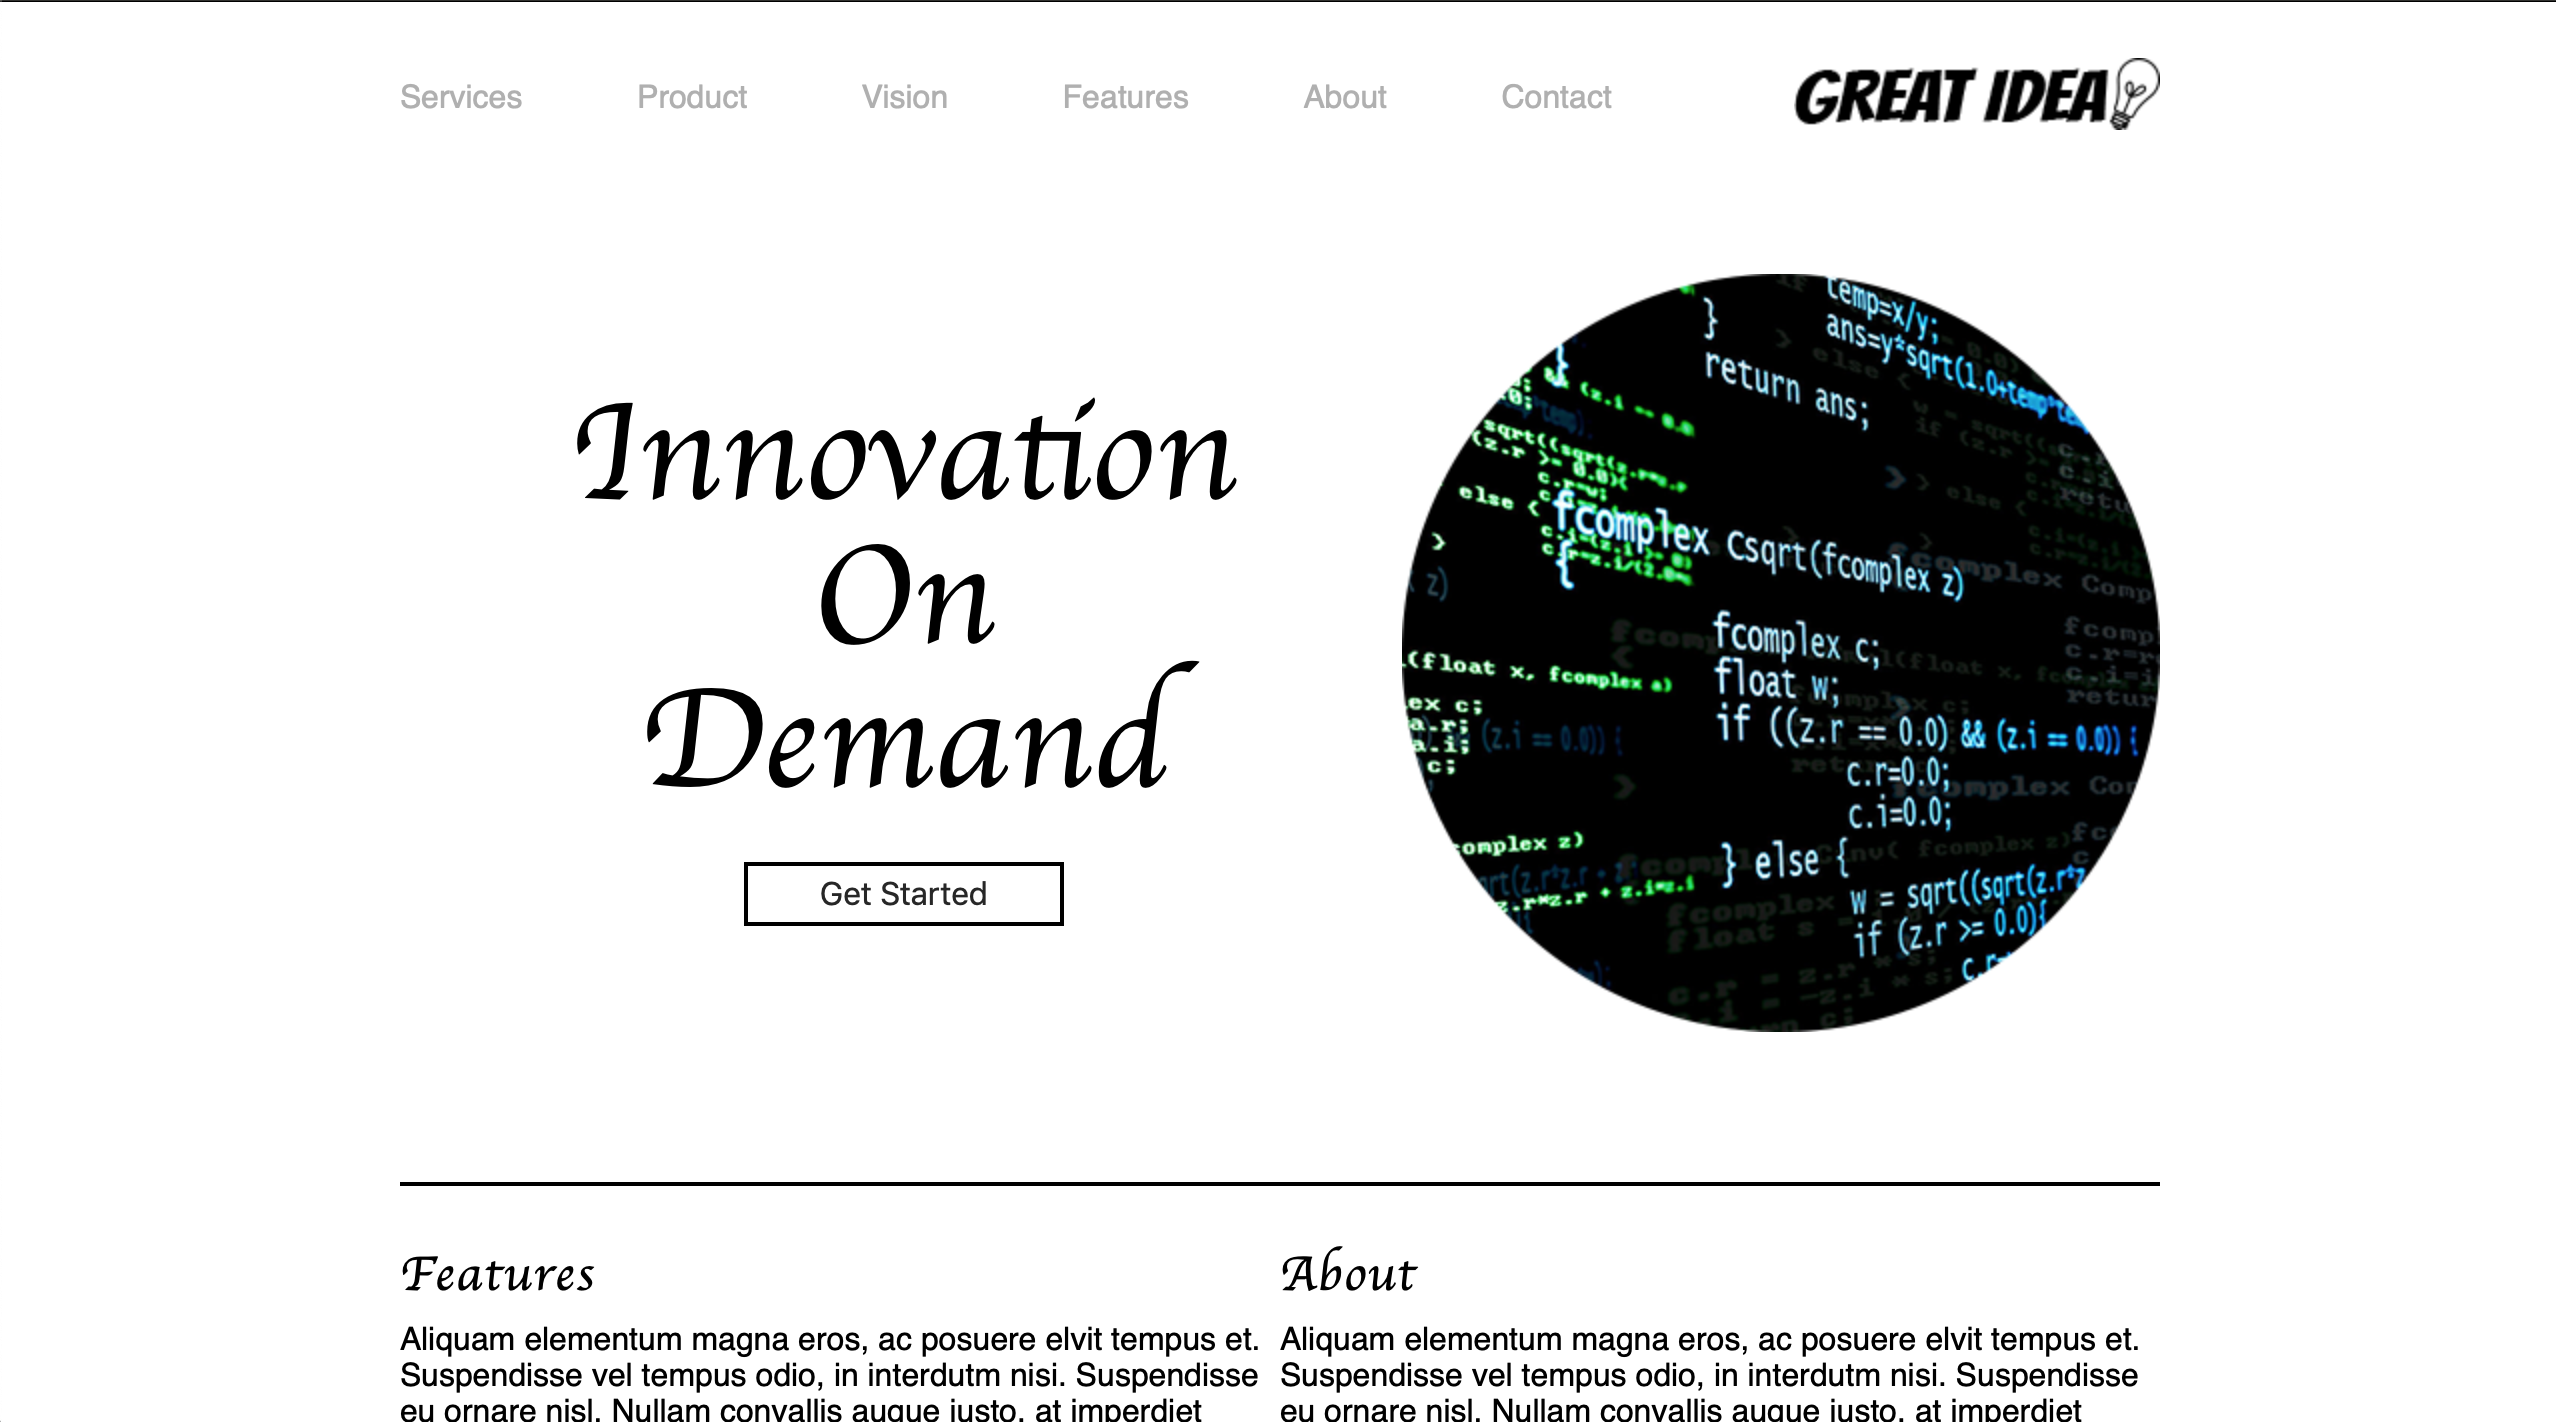 Services Product Vision Features About Contact GREAT IDEA
Innovation
On
Demand
Get Started
temp=x/y;
}
ans=y*sqrt(1.0+temp*te
return ans;
else <
fcomplex Csqrt(fcomplex z)
{
fcomplex c;
(float x, fcomplex a)
float w;
if ((z.r == 0.0) && (z.i == 0.0)) {
c.r=0.0;
c.i=0.0;
omplex z)
} else {
w = sqrt((sqrt(z.r*z
z.r*z.r + z.i*z.i
if (z.r >= 0.0){
Features
Aliquam elementum magna eros, ac posuere elvit tempus et.
Suspendisse vel tempus odio, in interdutm nisi. Suspendisse
eu ornare nisl. Nullam convallis augue justo, at imperdiet
About
Aliquam elementum magna eros, ac posuere elvit tempus et.
Suspendisse vel tempus odio, in interdutm nisi. Suspendisse
eu ornare nisl. Nullam convallis augue justo, at imperdiet